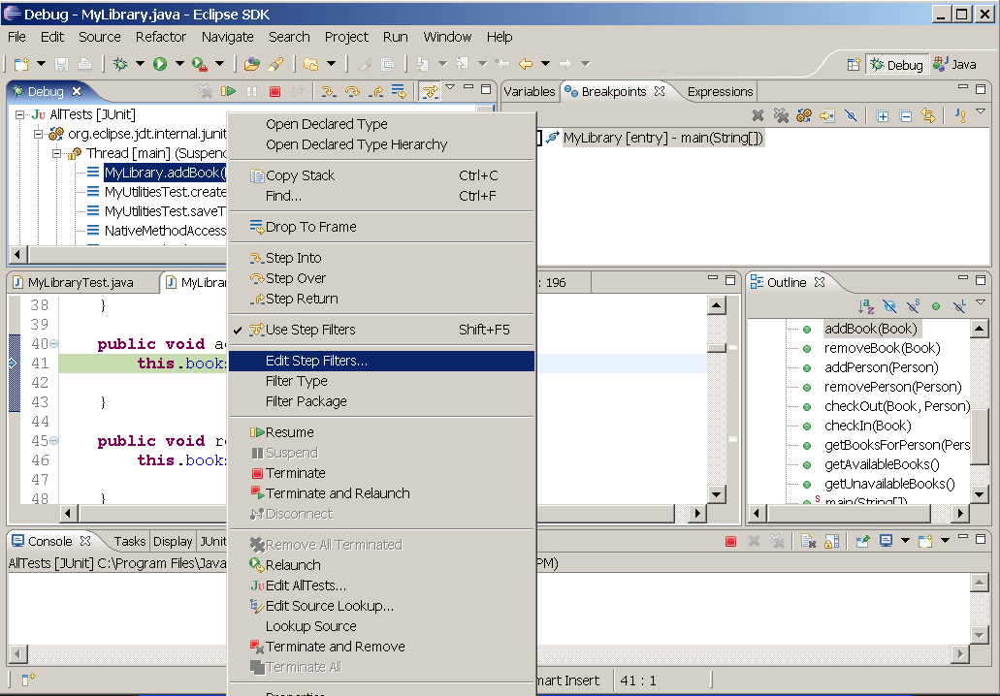 Debug - MyLibrary.java - Eclipse SDK
File Edit Source Refactor Navigate Search Project Run Window Help
Debug Java
Debug
Variables Breakpoints Expressions
AllTests [JUnit]
org.eclipse.jdt.internal.junit
Thread [main] (Suspend
MyLibrary.addBook(
MyUtilitiesTest.create
MyUtilitiesTest.saveT
NativeMethodAccess
MyLibrary [entry] - main(String[])
Open Declared Type
Open Declared Type Hierarchy
Copy Stack Ctrl+C
Find... Ctrl+F
Drop To Frame
Step Into
Step Over
Step Return
Use Step Filters Shift+F5
Edit Step Filters...
Filter Type
Filter Package
Resume
Suspend
Terminate
Terminate and Relaunch
Disconnect
Remove All Terminated
Relaunch
Edit AllTests...
Edit Source Lookup...
Lookup Source
Terminate and Remove
Terminate All
Properties
MyLibraryTest.java MyLibrar : 196
38 }
39
40 public void a
41 this.books
42
43 }
44
45 public void r
46 this.books
47
48 }
Outline
addBook(Book)
removeBook(Book)
addPerson(Person)
removePerson(Person)
checkOut(Book, Person)
checkIn(Book)
getBooksForPerson(Pers
getAvailableBooks()
getUnavailableBooks()
main(String[])
Console Tasks Display JUnit
AllTests [JUnit] C:\Program Files\Java PM)
mart Insert 41 : 1